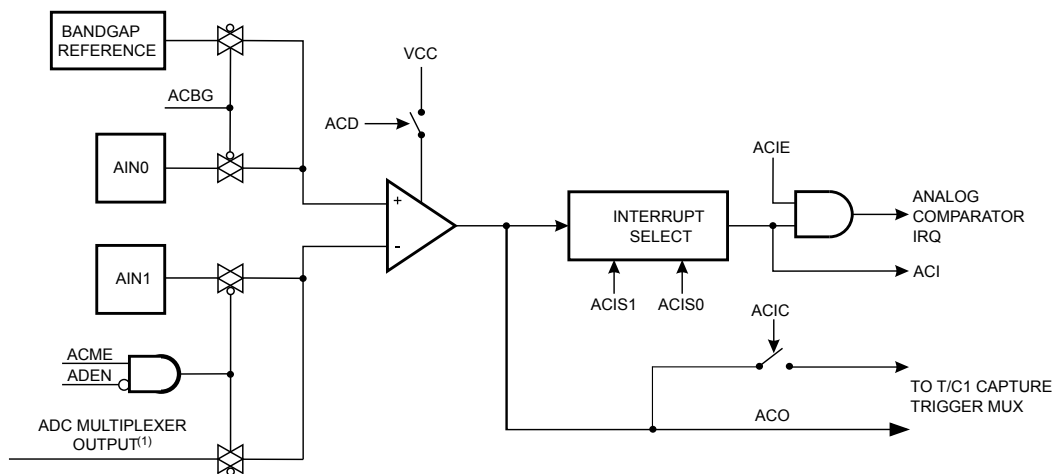 BANDGAP
REFERENCE
VCC
ACBG
ACD
AIN0
ACIE
+
INTERRUPT
SELECT
ANALOG
COMPARATOR
IRQ
-
AIN1
ACI
ACIS1
ACIS0
ACIC
ACME
ADEN
TO T/C1 CAPTURE
TRIGGER MUX
ADC MULTIPLEXER
OUTPUT(1)
ACO